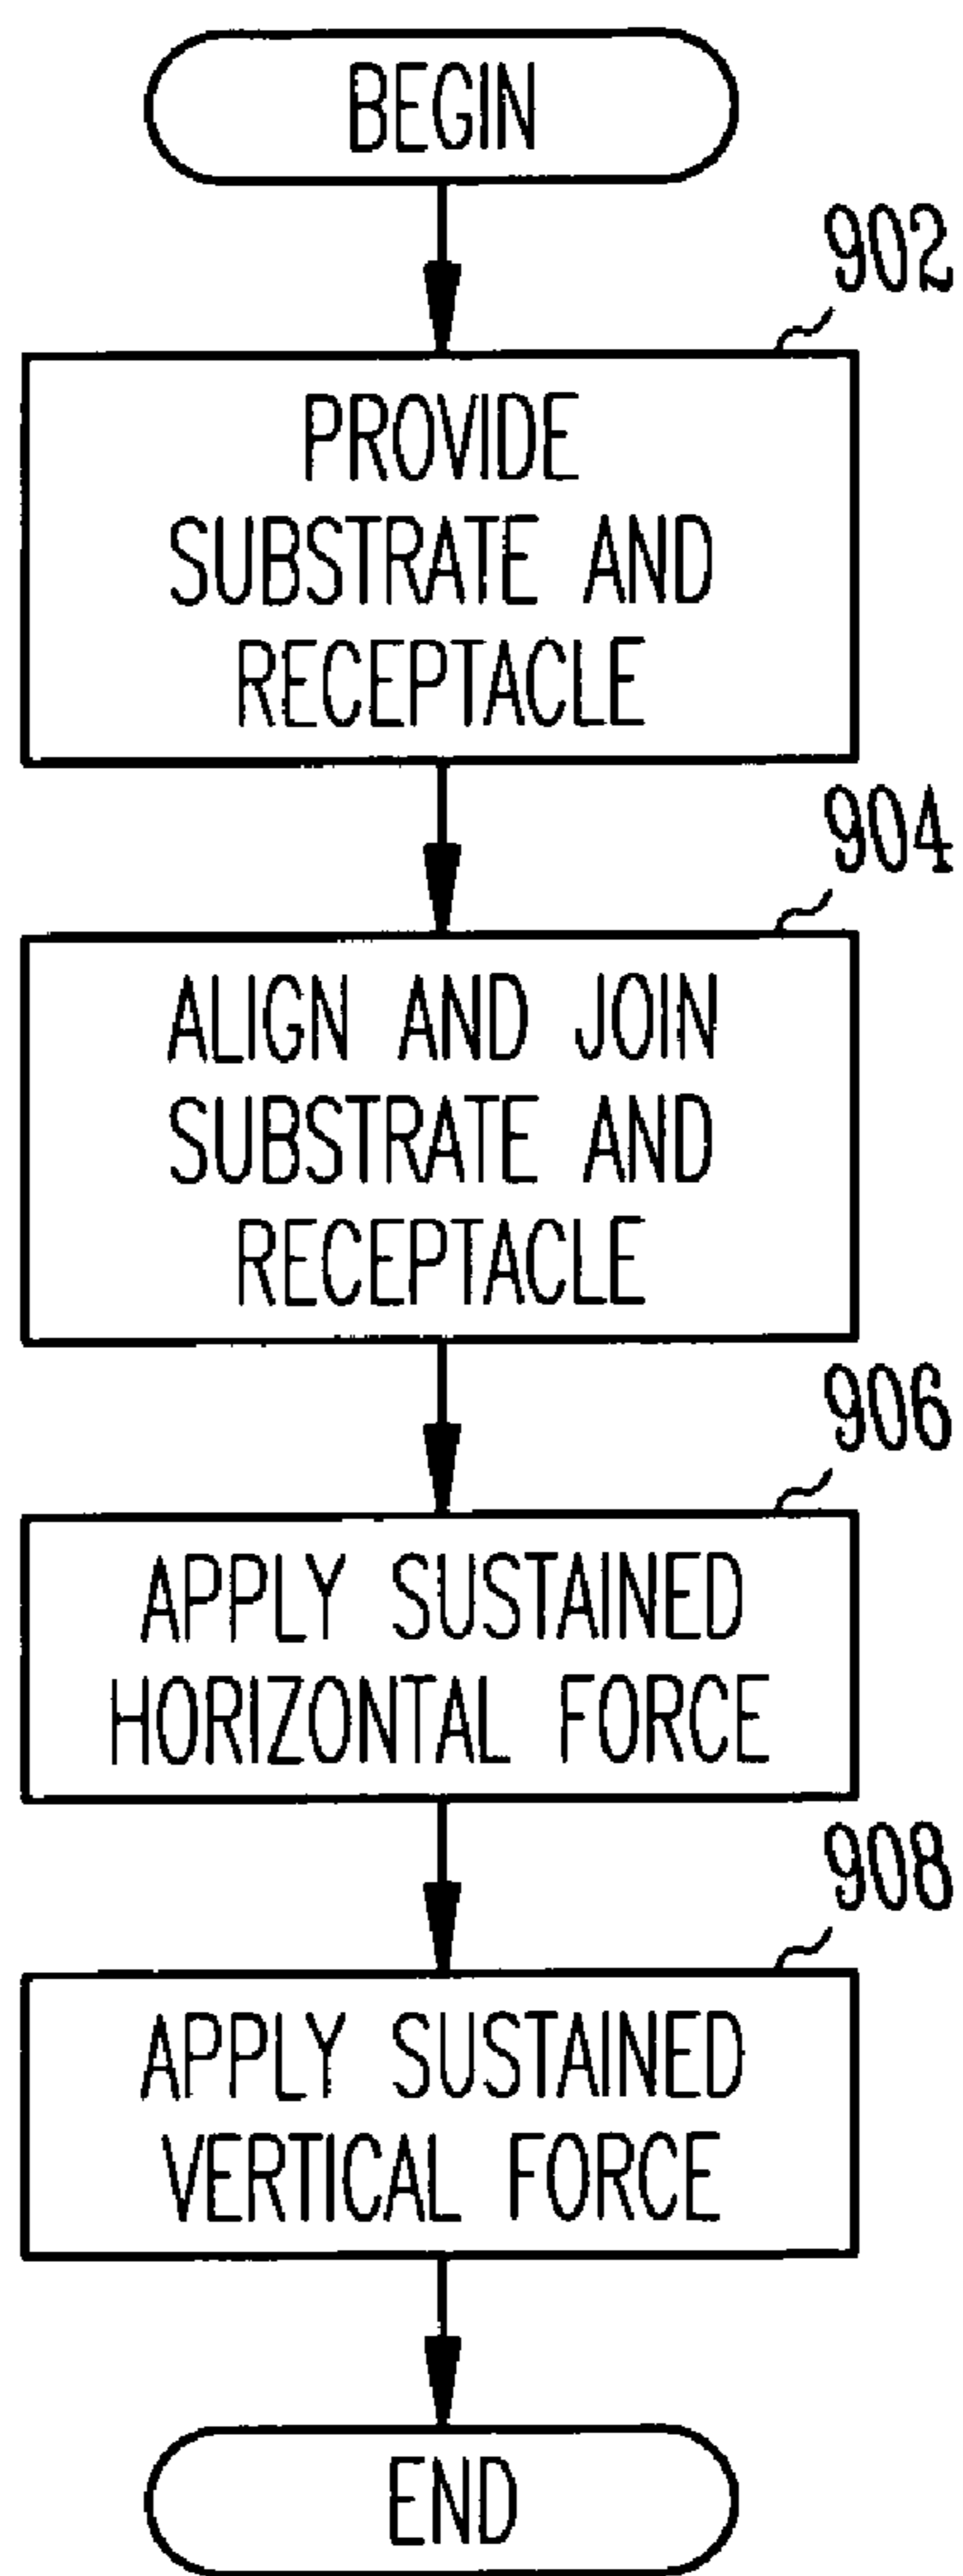 BEGIN
902
PROVIDE
SUBSTRATE AND
RECEPTACLE
904
ALIGN AND JOIN
SUBSTRATE AND
RECEPTACLE
906
APPLY SUSTAINED
HORIZONTAL FORCE
908
APPLY SUSTAINED
VERTICAL FORCE
END